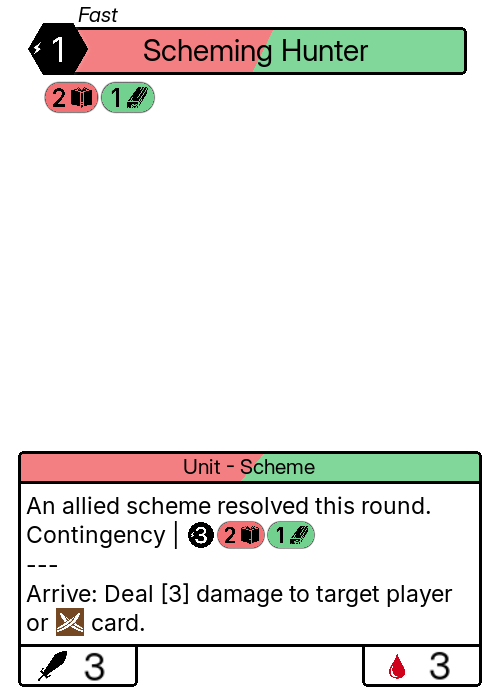 Fast
1 Scheming Hunter
2 1
Unit - Scheme
An allied scheme resolved this round.
Contingency | 3 2 1
---
Arrive: Deal [3] damage to target player
or card.
3 3